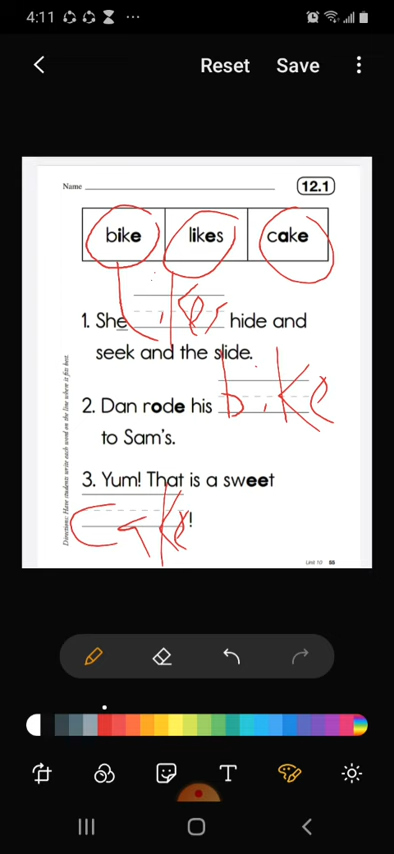 4:11
Reset Save
Name
12.1
bike likes cake
1. She likes hide and
seek and the slide.
2. Dan rode his bike
to Sam's.
3. Yum! That is a sweet
Cake!
Directions: Have students write each word on the line where it fits best.
Unit 10 85
T